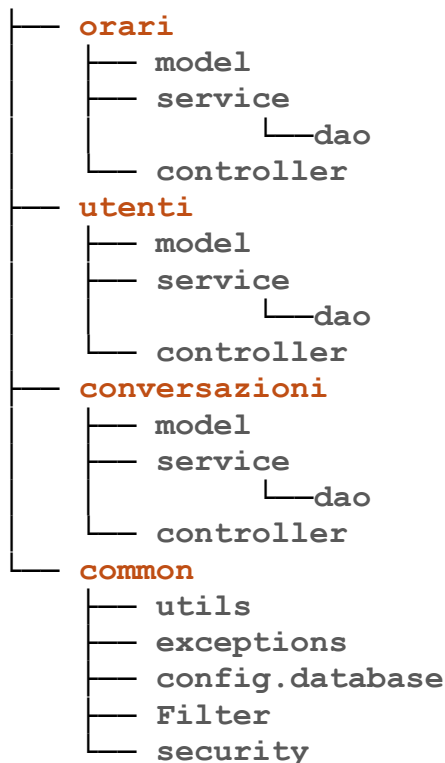 orari
model
service
dao
controller
utenti
model
service
dao
controller
conversazioni
model
service
dao
controller
common
utils
exceptions
config.database
Filter
security